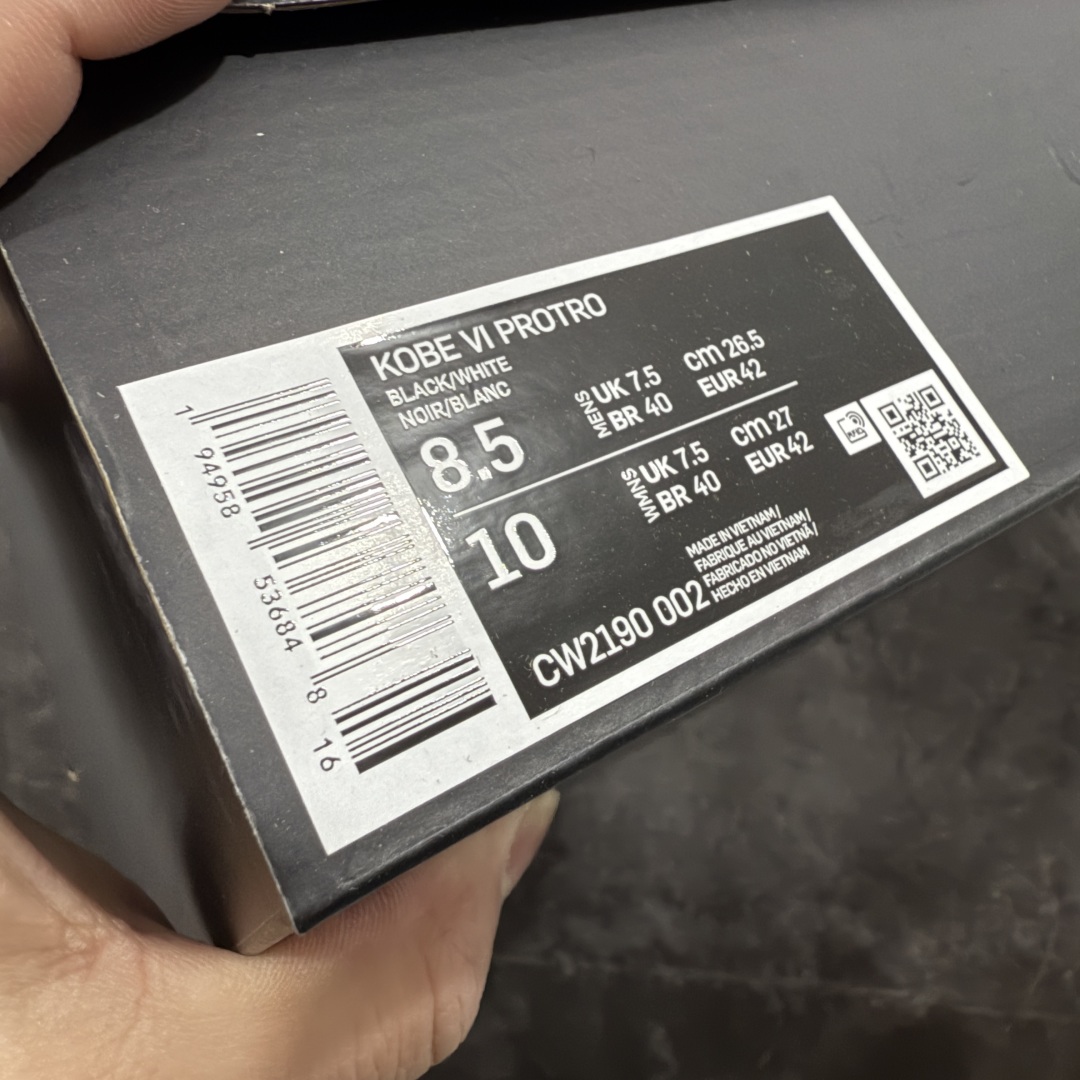 KOBE VI PROTRO
BLACK/WHITE
NOIR/BLANC
8.5
MENS
UK 7.5
cm 26.5
BR 40
EUR 42
10
WMNS
UK 7.5
cm 27
BR 40
EUR 42
MADE IN VIETNAM/
FABRIQUE AU VIETNAM/
FABRICADO NO VIETNÃ/
HECHO EN VIETNAM
CW2190 002
1 94958 53684 8 16